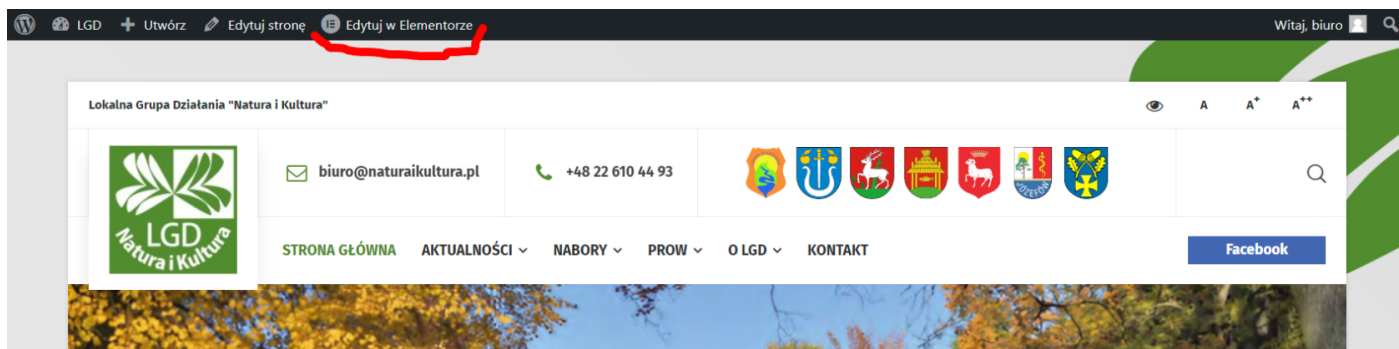 LGD Utwórz Edytuj stronę Edytuj w Elementorze Witaj, biuro
Lokalna Grupa Działania "Natura i Kultura" A A+ A++
biuro@naturaikultura.pl +48 22 610 44 93
JÓZEFÓW
LGD
Natura i Kultura
STRONA GŁÓWNA AKTUALNOŚCI NABORY PROW O LGD KONTAKT Facebook